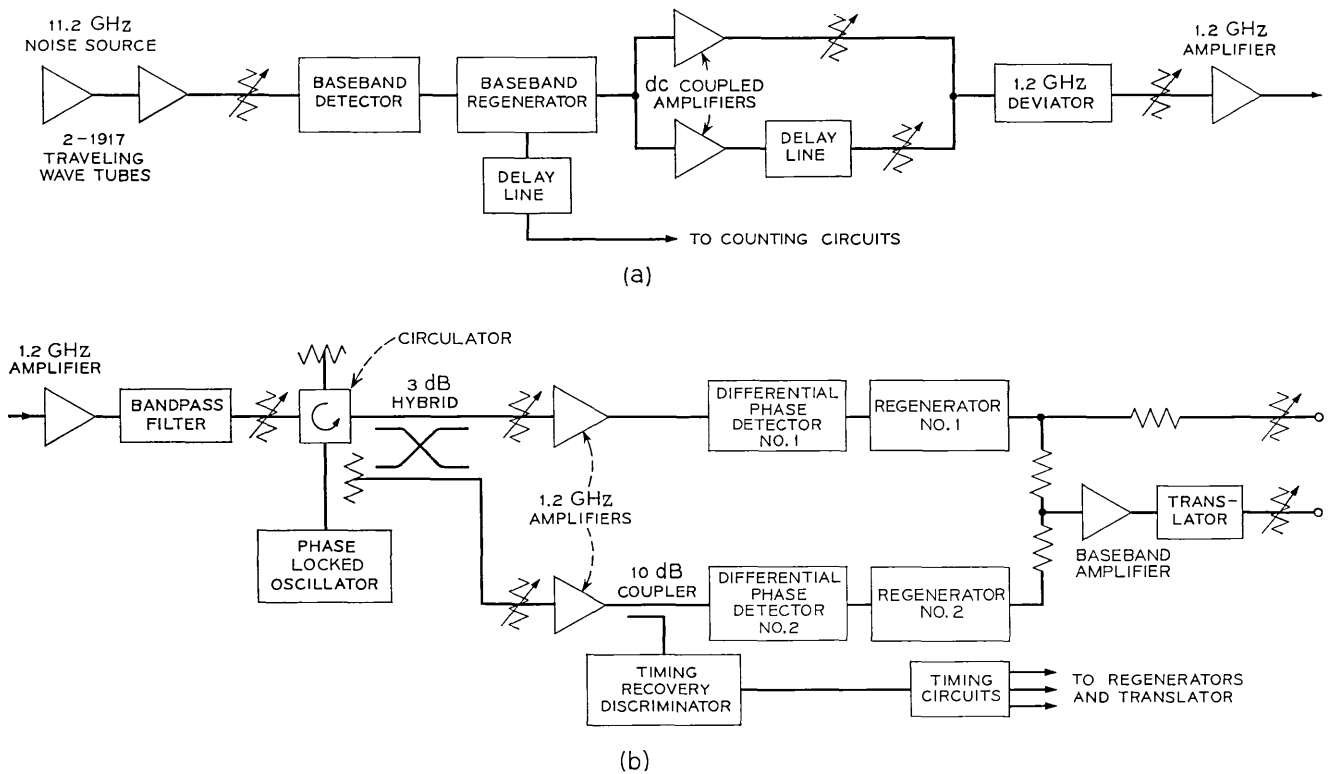 11.2 GHz
NOISE SOURCE
2-1917
TRAVELING
WAVE TUBES
BASEBAND
DETECTOR
BASEBAND
REGENERATOR
DELAY
LINE
TO COUNTING CIRCUITS
dc COUPLED
AMPLIFIERS
DELAY
LINE
1.2 GHz
DEVIATOR
1.2 GHz
AMPLIFIER
(a)
1.2 GHz
AMPLIFIER
BANDPASS
FILTER
CIRCULATOR
3 dB
HYBRID
PHASE
LOCKED
OSCILLATOR
1.2 GHz
AMPLIFIERS
DIFFERENTIAL
PHASE
DETECTOR
NO.1
REGENERATOR
NO.1
10 dB
COUPLER
DIFFERENTIAL
PHASE
DETECTOR
NO.2
REGENERATOR
NO.2
BASEBAND
AMPLIFIER
TRANS-
LATOR
TIMING
RECOVERY
DISCRIMINATOR
TIMING
CIRCUITS
TO REGENERATORS
AND TRANSLATOR
(b)